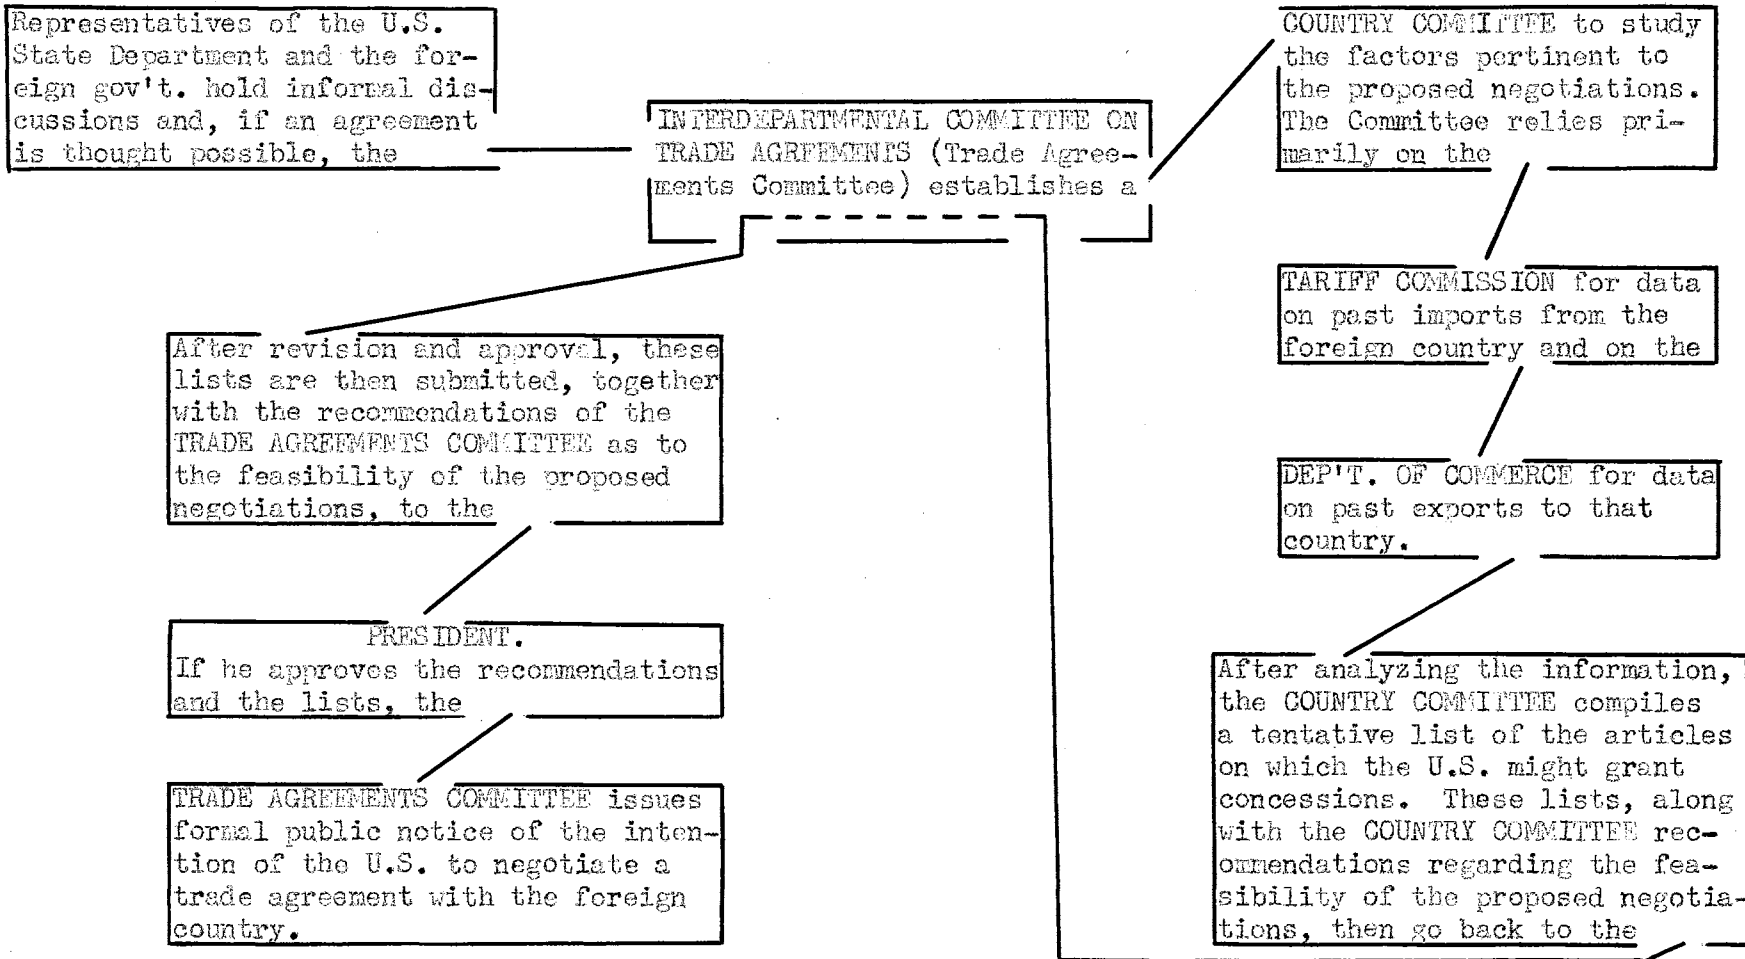 Representatives of the U.S.
State Department and the for-
eign gov't. hold informal dis-
cussions and, if an agreement
is thought possible, the
INTERDEPARTMENTAL COMMITTEE ON
TRADE AGREEMENTS (Trade Agree-
ments Committee) establishes a
COUNTRY COMMITTEE to study
the factors pertinent to
the proposed negotiations.
The Committee relies pri-
marily on the
TARIFF COMMISSION for data
on past imports from the
foreign country and on the
DEP'T. OF COMMERCE for data
on past exports to that
country.
After analyzing the information,
the COUNTRY COMMITTEE compiles
a tentative list of the articles
on which the U.S. might grant
concessions. These lists, along
with the COUNTRY COMMITTEE rec-
ommendations regarding the fea-
sibility of the proposed negotia-
tions, then go back to the
After revision and approval, these
lists are then submitted, together
with the recommendations of the
TRADE AGREEMENTS COMMITTEE as to
the feasibility of the proposed
negotiations, to the
PRESIDENT.
If he approves the recommendations
and the lists, the
TRADE AGREEMENTS COMMITTEE issues
formal public notice of the inten-
tion of the U.S. to negotiate a
trade agreement with the foreign
country.